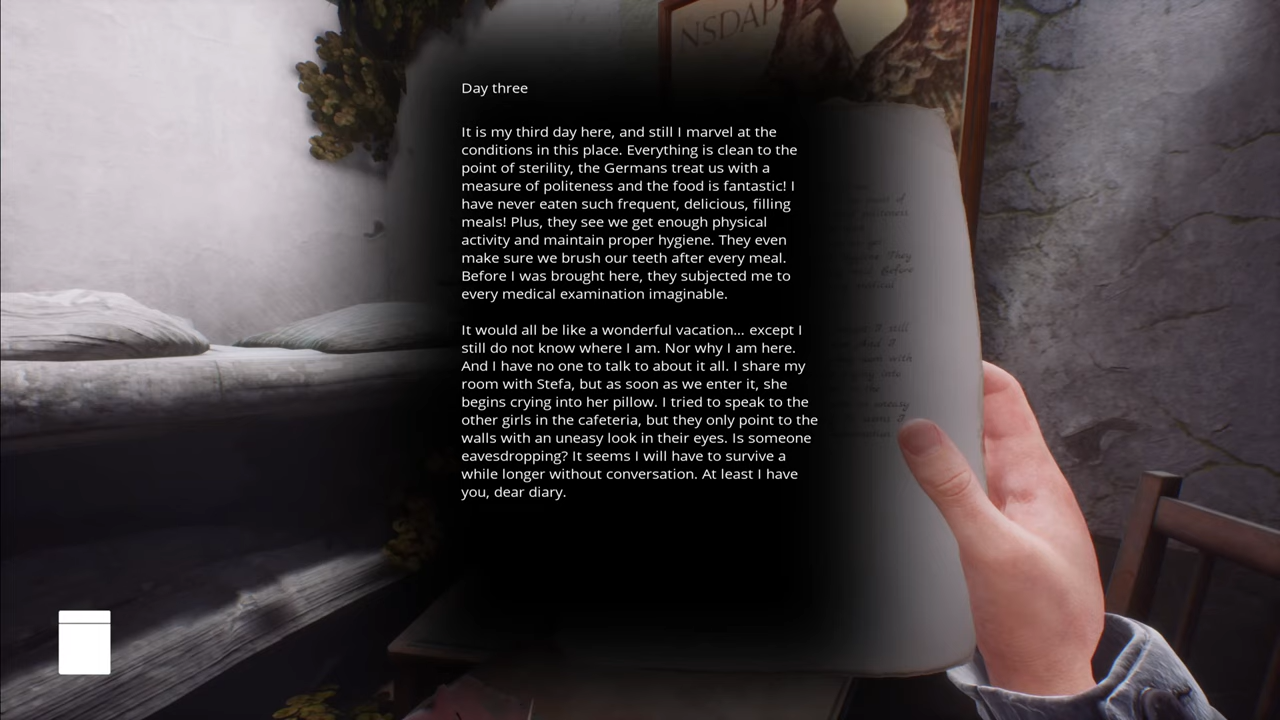 NSDAP
Day three
It is my third day here, and still I marvel at the
conditions in this place. Everything is clean to the
point of sterility, the Germans treat us with a
measure of politeness and the food is fantastic! I
have never eaten such frequent, delicious, filling
meals! Plus, they see we get enough physical
activity and maintain proper hygiene. They even
make sure we brush our teeth after every meal.
Before I was brought here, they subjected me to
every medical examination imaginable.
It would all be like a wonderful vacation... except I
still do not know where I am. Nor why I am here.
And I have no one to talk to about it all. I share my
room with Stefa, but as soon as we enter it, she
begins crying into her pillow. I tried to speak to the
other girls in the cafeteria, but they only point to the
walls with an uneasy look in their eyes. Is someone
eavesdropping? It seems I will have to survive a
while longer without conversation. At least I have
you, dear diary.